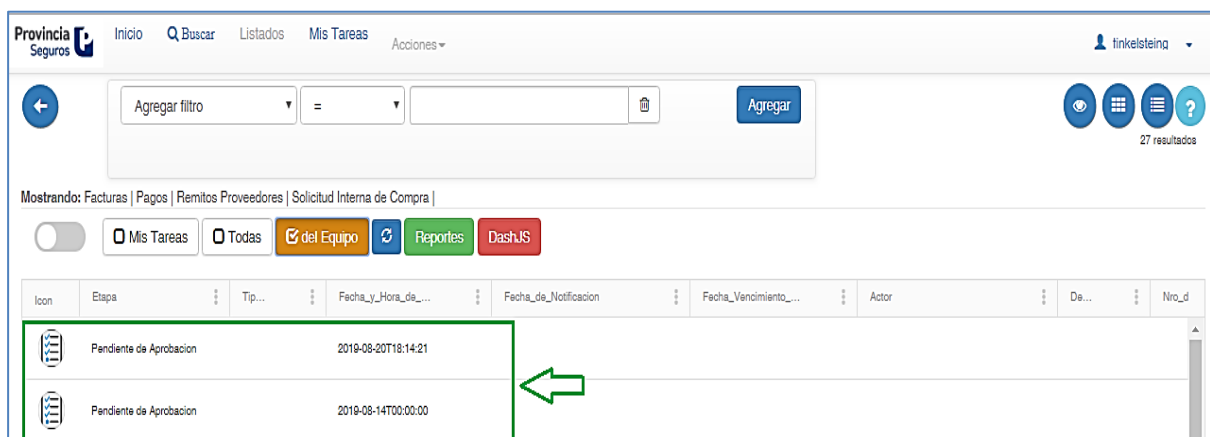 Provincia Seguros Inicio Buscar Listados Mis Tareas Acciones finkelsteing
Agregar filtro = Agregar
27 resultados
Mostrando: Facturas | Pagos | Remitos Proveedores | Solicitud Interna de Compra |
Mis Tareas Todas del Equipo Reportes DashJS
Icon Etapa Tip... Fecha_y_Hora_de_... Fecha_de_Notificacion Fecha_Vencimiento_... Actor De... Nro_d
Pendiente de Aprobacion 2019-08-20T18:14:21
Pendiente de Aprobacion 2019-08-14T00:00:00